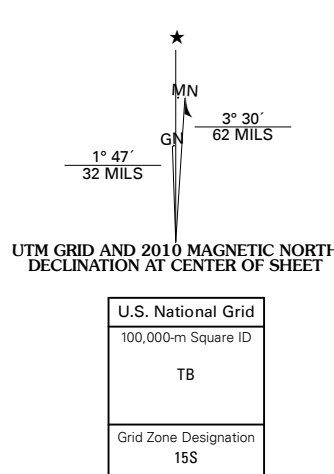 ★
MN
GN
3° 30´
62 MILS
1° 47´
32 MILS
UTM GRID AND 2010 MAGNETIC NORTH
DECLINATION AT CENTER OF SHEET
U.S. National Grid
100,000-m Square ID
TB
Grid Zone Designation
15S